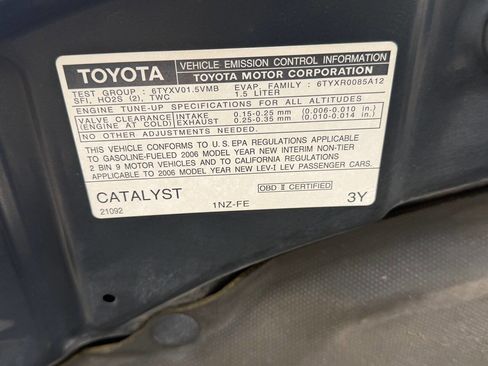 TOYOTA
VEHICLE EMISSION CONTROL INFORMATION
TOYOTA MOTOR CORPORATION
TEST GROUP : 6TYXV01.5VMB EVAP. FAMILY : 6TYXR0085A12
SFI, HO2S (2), TWC 1.5 LITER
ENGINE TUNE-UP SPECIFICATIONS FOR ALL ALTITUDES
VALVE CLEARANCE INTAKE 0.15-0.25 mm (0.006-0.010 in.)
(ENGINE AT COLD) EXHAUST 0.25-0.35 mm (0.010-0.014 in.)
NO OTHER ADJUSTMENTS NEEDED.
THIS VEHICLE CONFORMS TO U.S. EPA REGULATIONS APPLICABLE
TO GASOLINE-FUELED 2006 MODEL YEAR NEW INTERIM NON-TIER
2 BIN 9 MOTOR VEHICLES AND TO CALIFORNIA REGULATIONS
APPLICABLE TO 2006 MODEL YEAR NEW LEV-I LEV PASSENGER CARS.
CATALYST OBD II CERTIFIED
21092 1NZ-FE 3Y